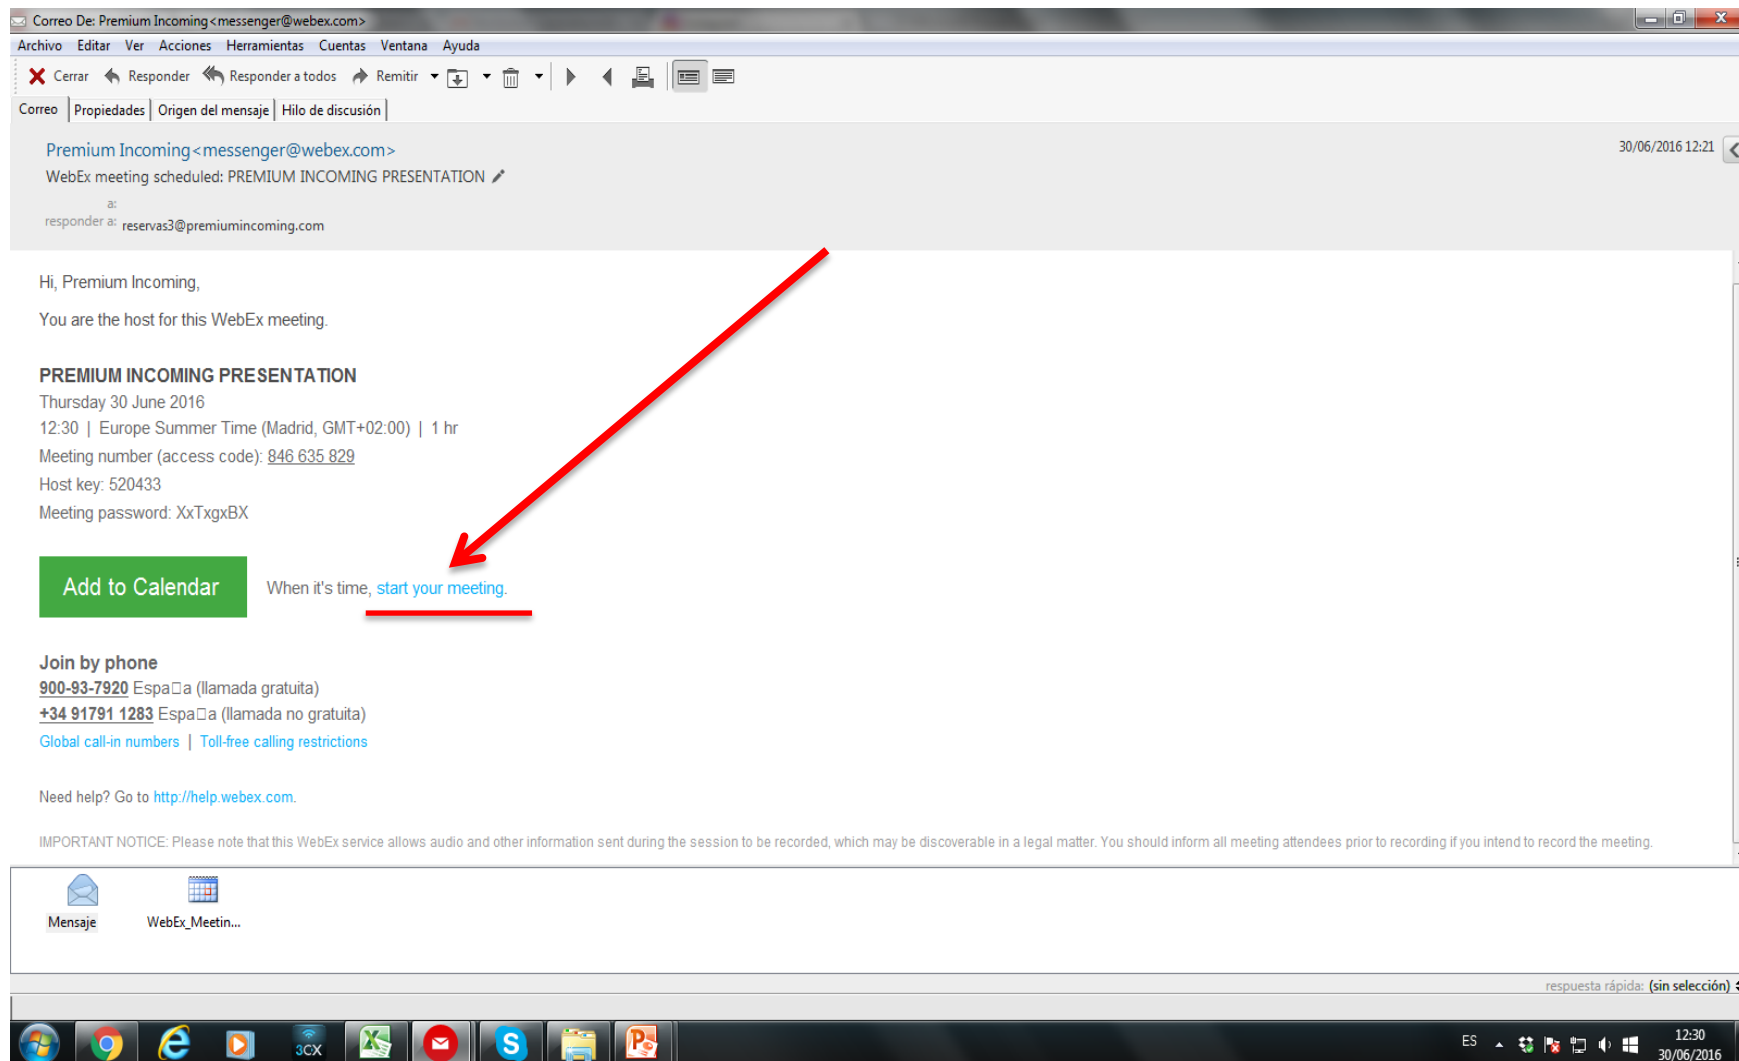 Correo De: Premium Incoming<messenger@webex.com>
Archivo Editar Ver Acciones Herramientas Cuentas Ventana Ayuda
Cerrar Responder Responder a todos Remitir
Correo Propiedades Origen del mensaje Hilo de discusión
Premium Incoming<messenger@webex.com> 30/06/2016 12:21
WebEx meeting scheduled: PREMIUM INCOMING PRESENTATION
a:
responder a: reservas3@premiumincoming.com
Hi, Premium Incoming,
You are the host for this WebEx meeting.
PREMIUM INCOMING PRESENTATION
Thursday 30 June 2016
12:30 | Europe Summer Time (Madrid, GMT+02:00) | 1 hr
Meeting number (access code): 846 635 829
Host key: 520433
Meeting password: XxTxgxBX
Add to Calendar When it's time, start your meeting.
Join by phone
900-93-7920 Espa□a (llamada gratuita)
+34 91791 1283 Espa□a (llamada no gratuita)
Global call-in numbers | Toll-free calling restrictions
Need help? Go to http://help.webex.com.
IMPORTANT NOTICE: Please note that this WebEx service allows audio and other information sent during the session to be recorded, which may be discoverable in a legal matter. You should inform all meeting attendees prior to recording if you intend to record the meeting.
Mensaje WebEx_Meetin...
respuesta rápida: (sin selección)
3CX
ES 12:30
30/06/2016